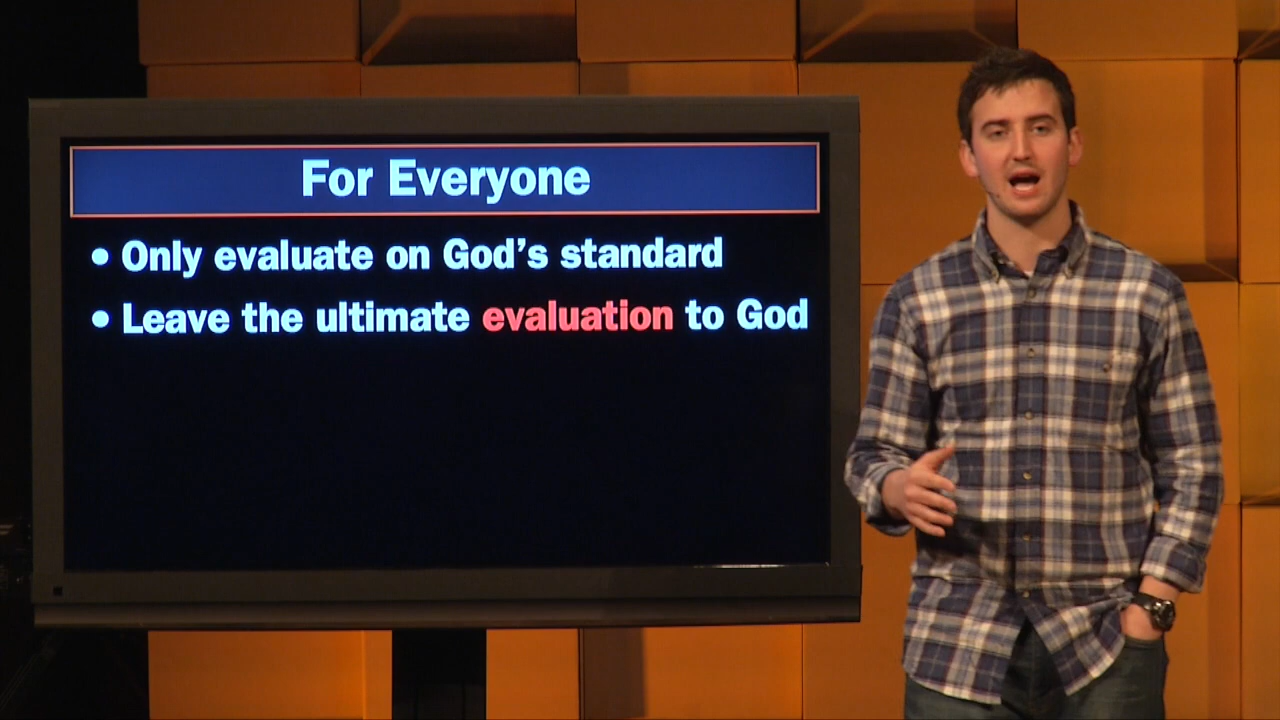 For Everyone
• Only evaluate on God's standard
• Leave the ultimate evaluation to God